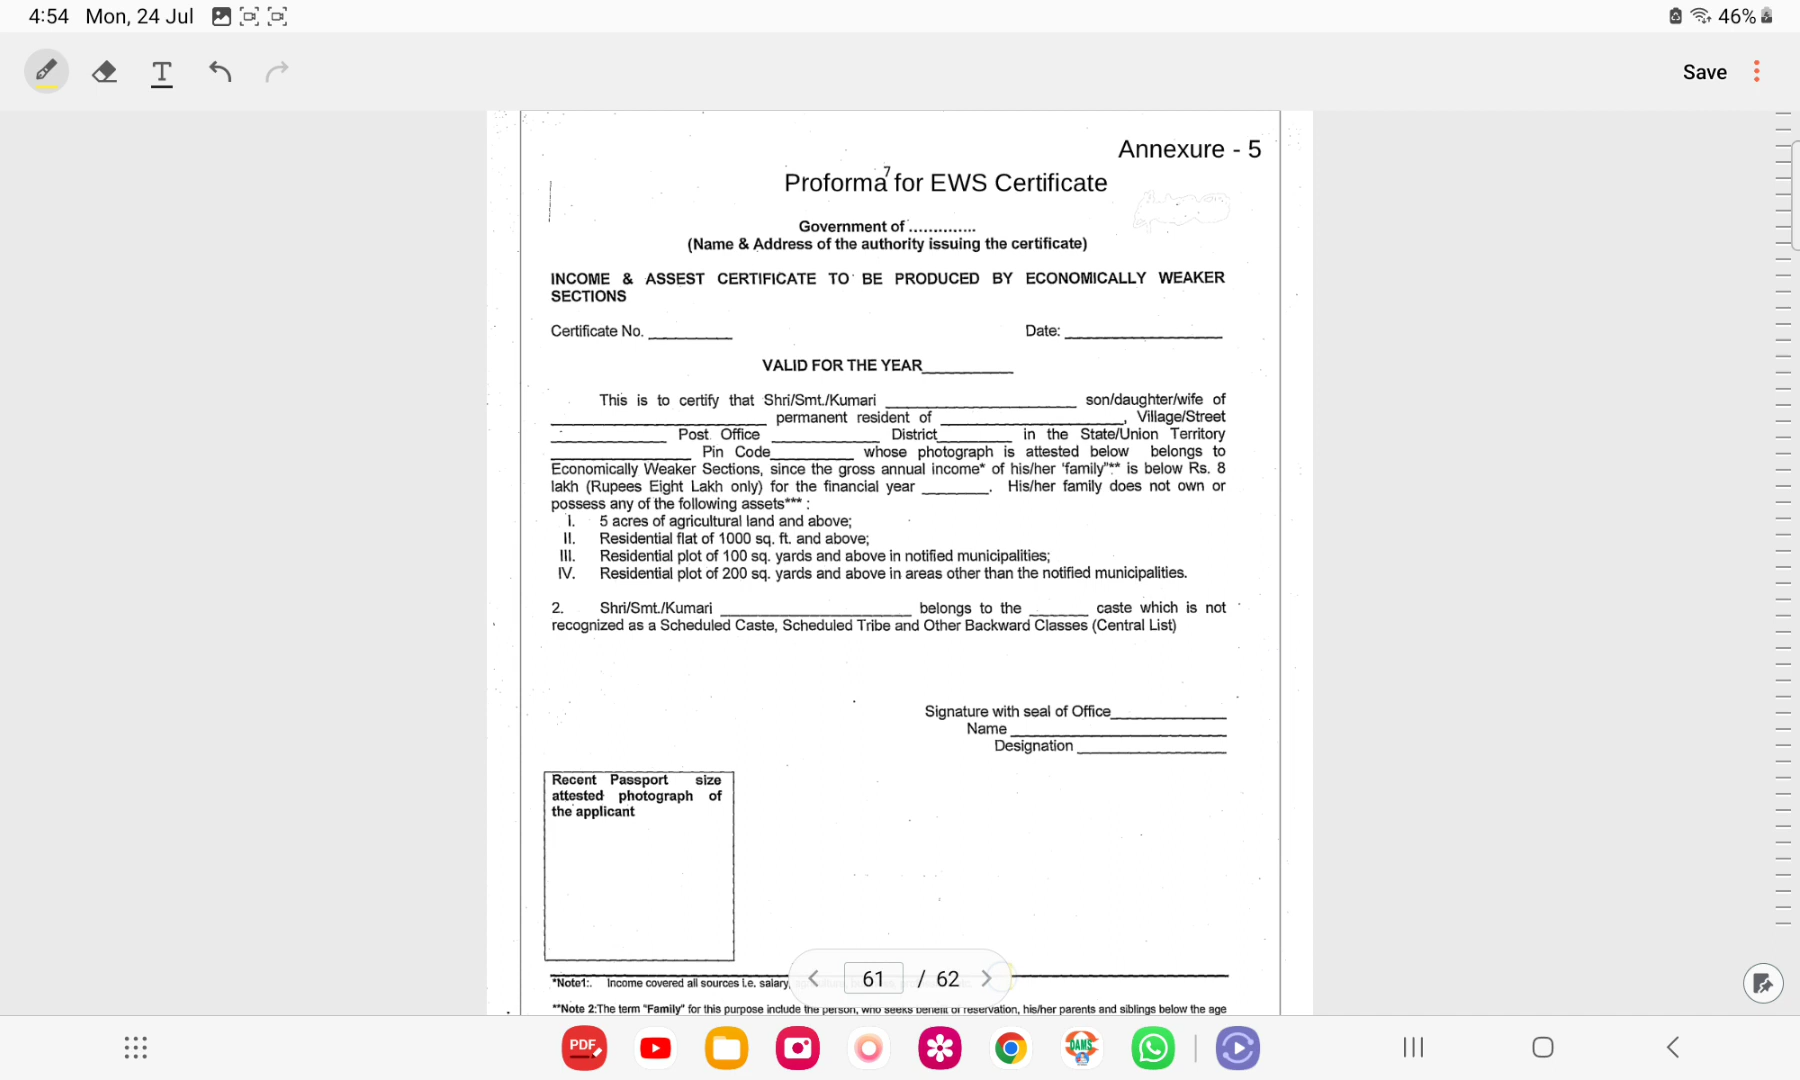 4:54 Mon, 24 Jul
46%
Save
Annexure - 5
7
Proforma for EWS Certificate
Government of ..............
(Name & Address of the authority issuing the certificate)
INCOME & ASSEST CERTIFICATE TO BE PRODUCED BY ECONOMICALLY WEAKER
SECTIONS
Certificate No. __________ Date: __________________
VALID FOR THE YEAR___________
This is to certify that Shri/Smt./Kumari ______________________ son/daughter/wife of
_________________________ permanent resident of _____________________, Village/Street
_____________ Post Office ____________ District_________ in the State/Union Territory
________________ Pin Code__________ whose photograph is attested below belongs to
Economically Weaker Sections, since the gross annual income* of his/her 'family"** is below Rs. 8
lakh (Rupees Eight Lakh only) for the financial year ________. His/her family does not own or
possess any of the following assets*** :
I. 5 acres of agricultural land and above;
II. Residential flat of 1000 sq. ft. and above;
III. Residential plot of 100 sq. yards and above in notified municipalities;
IV. Residential plot of 200 sq. yards and above in areas other than the notified municipalities.
2. Shri/Smt./Kumari ______________________ belongs to the _______ caste which is not
recognized as a Scheduled Caste, Scheduled Tribe and Other Backward Classes (Central List)
Signature with seal of Office_____________
Name _________________________
Designation _________________
Recent Passport size
attested photograph of
the applicant
61 / 62
*Note1:. Income covered all sources i.e. salary,
**Note 2:The term "Family" for this purpose include the person, who seeks benefit of reservation, his/her parents and siblings below the age
PDF
DAMS